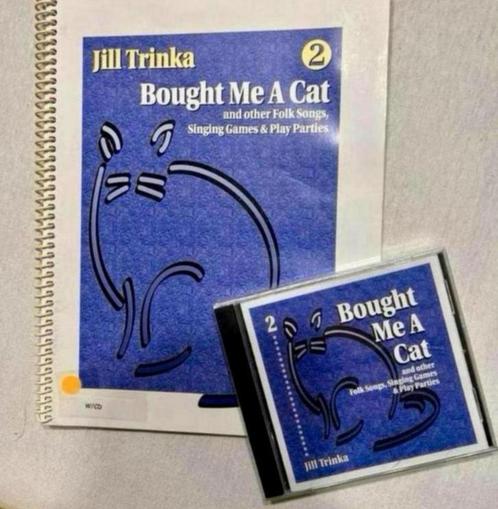 Jill Trinka
2
Bought Me A Cat
and other Folk Songs,
Singing Games & Play Parties
W/CD
2
Bought
Me A
Cat
and other
Folk Songs, Singing Games
& Play Parties
Jill Trinka